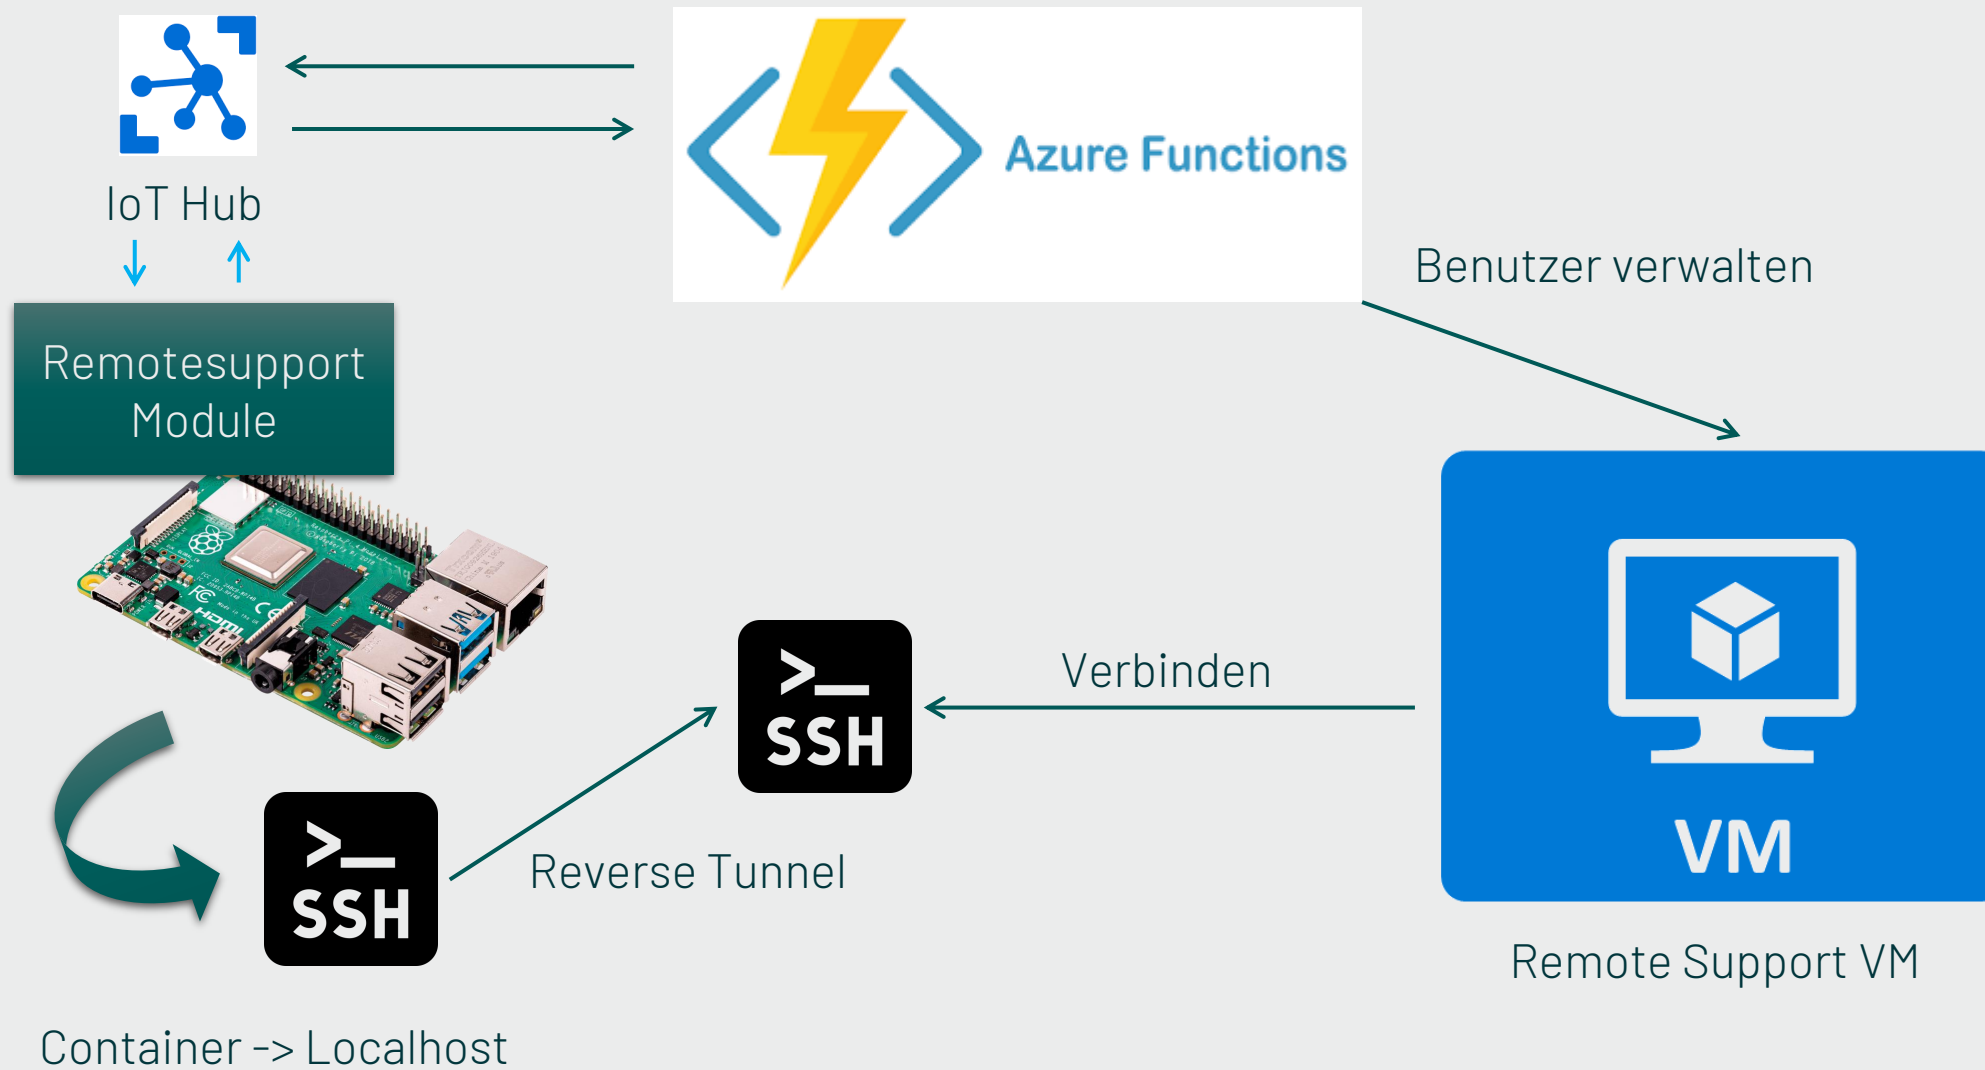 Azure Functions
IoT Hub
Benutzer verwalten
Remotesupport
Module
HDMI
>_
SSH
Verbinden
>_
SSH
Reverse Tunnel
VM
Remote Support VM
Container -> Localhost